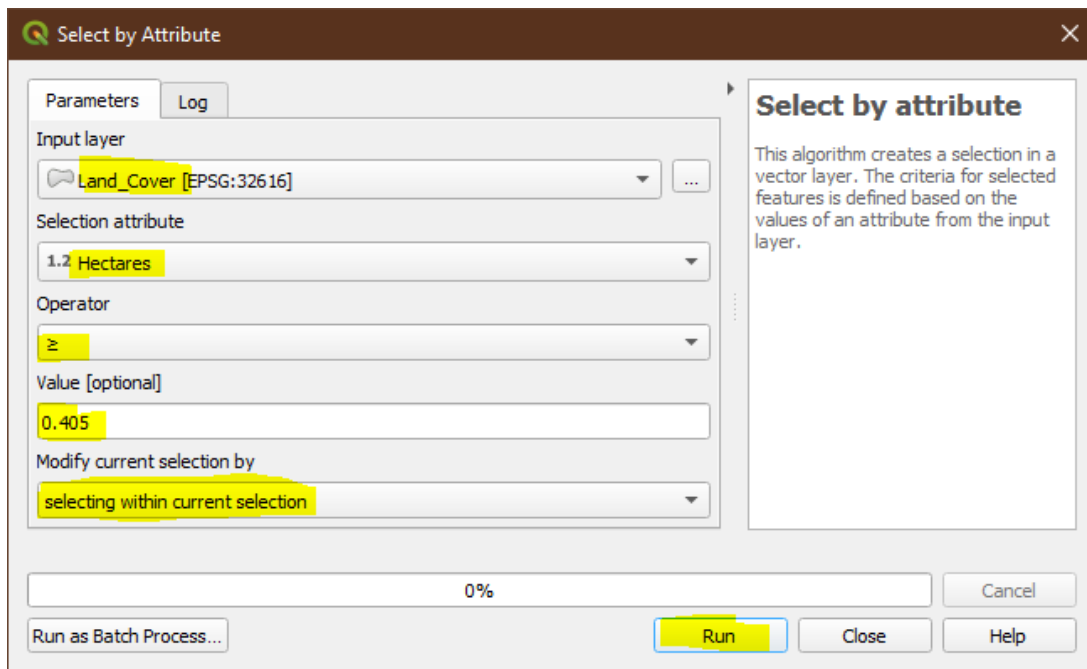 Select by Attribute
Parameters
Log
Input layer
Land_Cover [EPSG:32616]
...
Selection attribute
1.2 Hectares
Operator
≥
Value [optional]
0.405
Modify current selection by
selecting within current selection
Select by attribute
This algorithm creates a selection in a
vector layer. The criteria for selected
features is defined based on the
values of an attribute from the input
layer.
0%
Cancel
Run as Batch Process...
Run
Close
Help